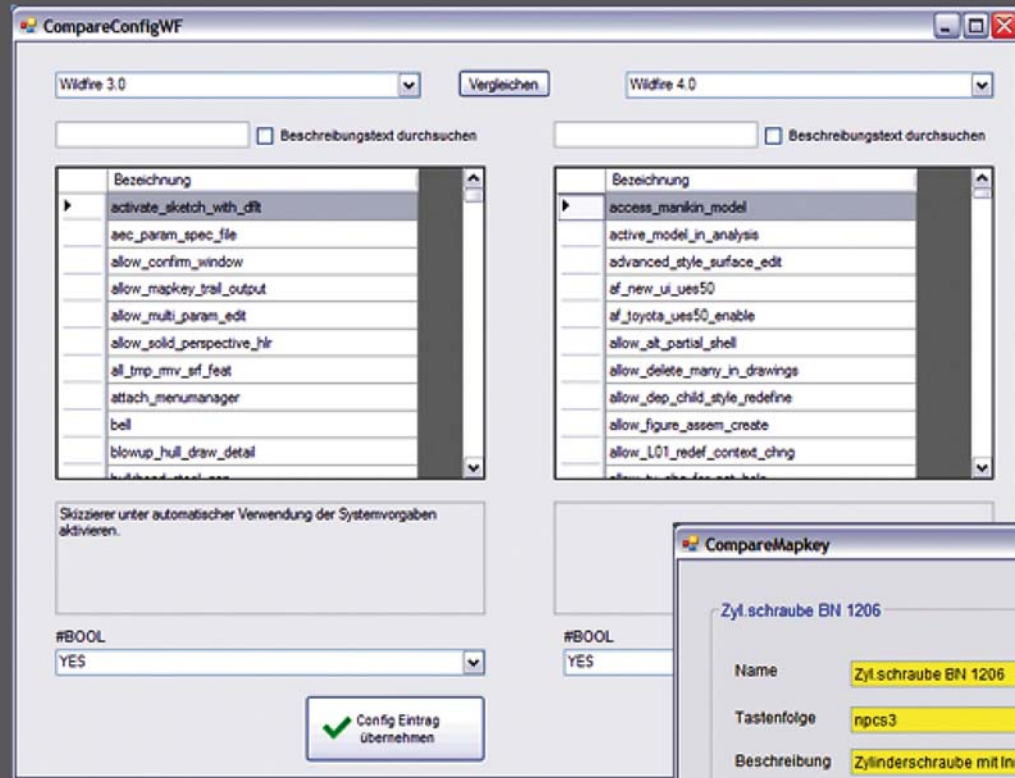 CompareConfigWF
Wildfire 3.0
Vergleichen
Wildfire 4.0
Beschreibungstext durchsuchen
Beschreibungstext durchsuchen
Bezeichnung
activate_sketch_with_dflt
aec_param_spec_file
allow_confirm_window
allow_mapkey_trail_output
allow_multi_param_edit
allow_solid_perspective_hlr
all_tmp_rmv_srf_feat
attach_menumanager
bell
blowup_hull_draw_detail
Bezeichnung
access_manikin_model
active_model_in_analysis
advanced_style_surface_edit
af_new_ui_ues50
af_toyota_ues50_enable
allow_alt_partial_shell
allow_delete_many_in_drawings
allow_dep_child_style_redefine
allow_figure_assem_create
allow_L01_redef_context_chng
Skizzierer unter automatischer Verwendung der Systemvorgaben
aktivieren.
#BOOL
YES
#BOOL
YES
Config Eintrag
übernehmen
CompareMapkey
Zyl.schraube BN 1206
Name
Zyl.schraube BN 1206
Tastenfolge
npcs3
Beschreibung
Zylinderschraube mit